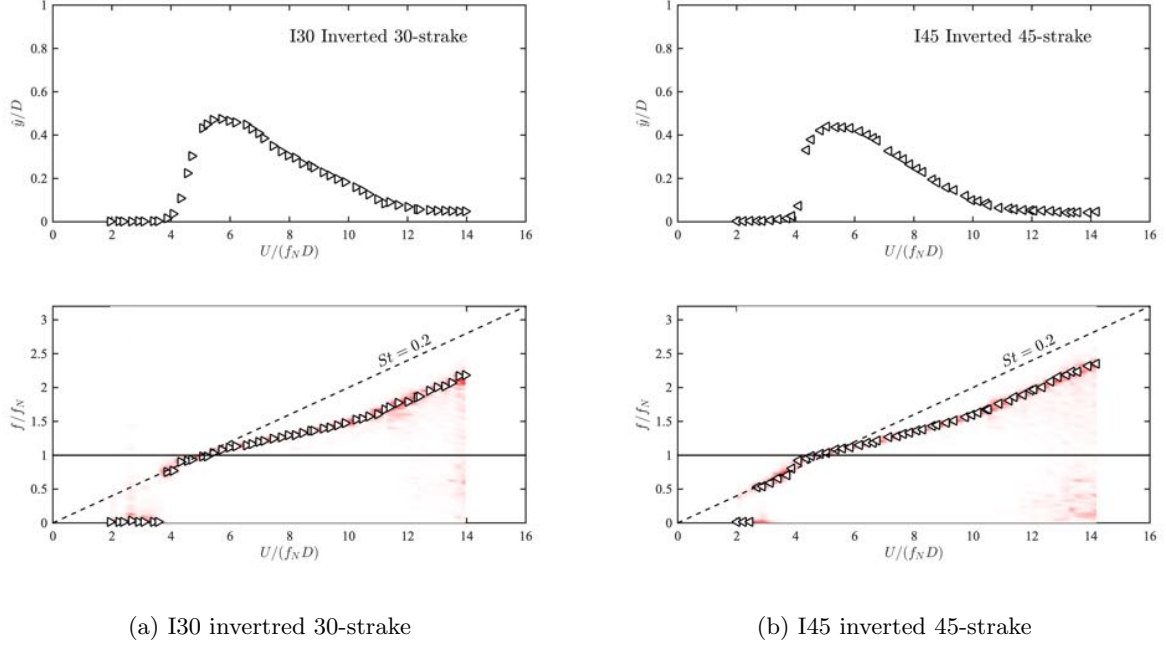 1
0.8
0.6
0.4
0.2
0
ŷ/D
I30 Inverted 30-strake
0 2 4 6 8 10 12 14 16
U/(f_N D)
1
0.8
0.6
0.4
0.2
0
ŷ/D
I45 Inverted 45-strake
0 2 4 6 8 10 12 14 16
U/(f_N D)
3
2.5
2
1.5
1
0.5
0
f/f_N
St = 0.2
0 2 4 6 8 10 12 14 16
U/(f_N D)
3
2.5
2
1.5
1
0.5
0
f/f_N
St = 0.2
0 2 4 6 8 10 12 14 16
U/(f_N D)
(a) I30 invertred 30-strake
(b) I45 inverted 45-strake